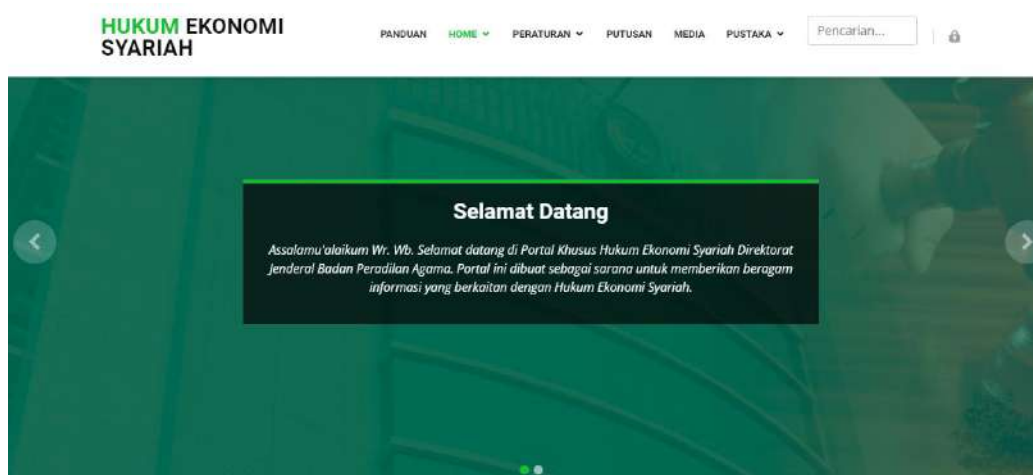 HUKUM EKONOMI
SYARIAH
PANDUAN HOME PERATURAN PUTUSAN MEDIA PUSTAKA Pencarian...
Selamat Datang
Assalamu'alaikum Wr. Wb. Selamat datang di Portal Khusus Hukum Ekonomi Syariah Direktorat
Jenderal Badan Peradilan Agama. Portal ini dibuat sebagai sarana untuk memberikan beragam
informasi yang berkaitan dengan Hukum Ekonomi Syariah.